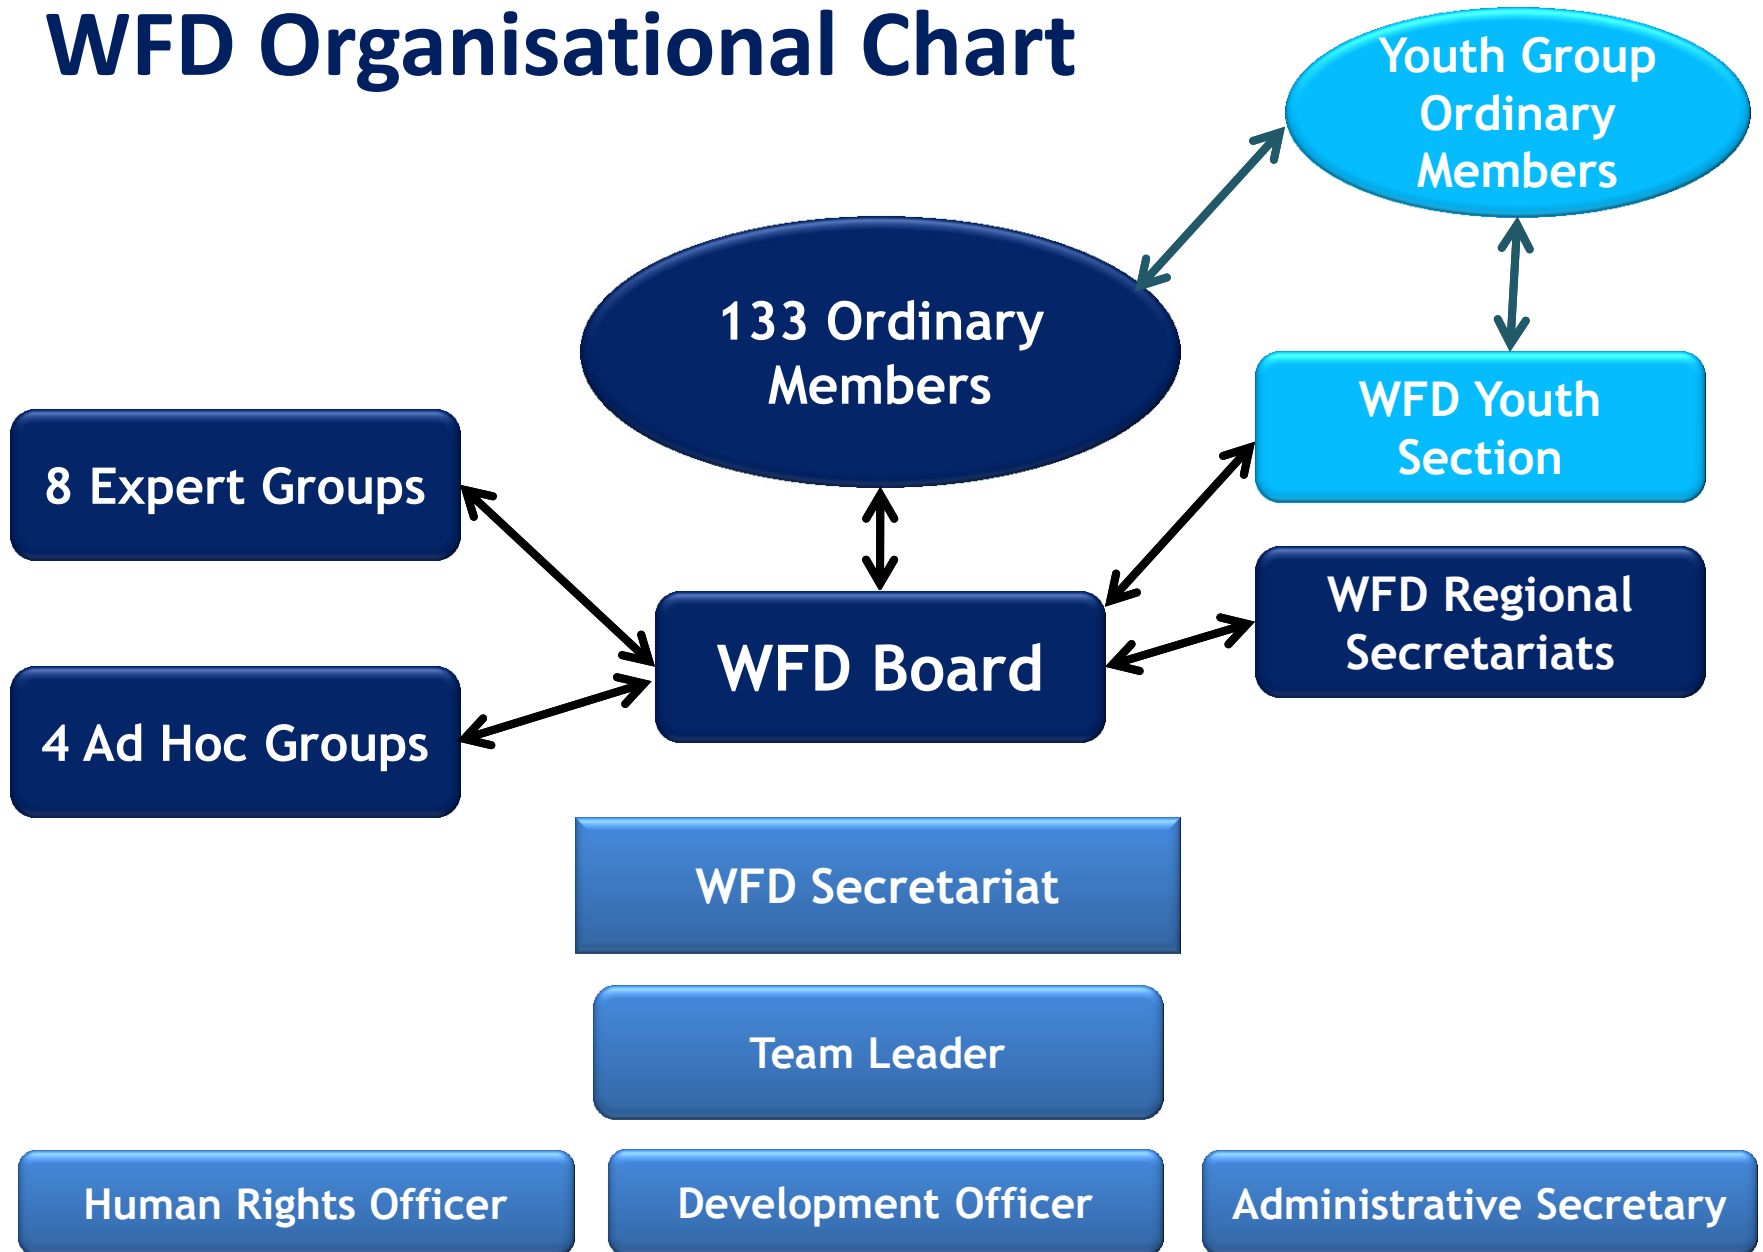 WFD Organisational Chart
Youth Group
Ordinary
Members
133 Ordinary
Members
WFD Youth
Section
8 Expert Groups
WFD Regional
Secretariats
WFD Board
4 Ad Hoc Groups
WFD Secretariat
Team Leader
Human Rights Officer
Development Officer
Administrative Secretary